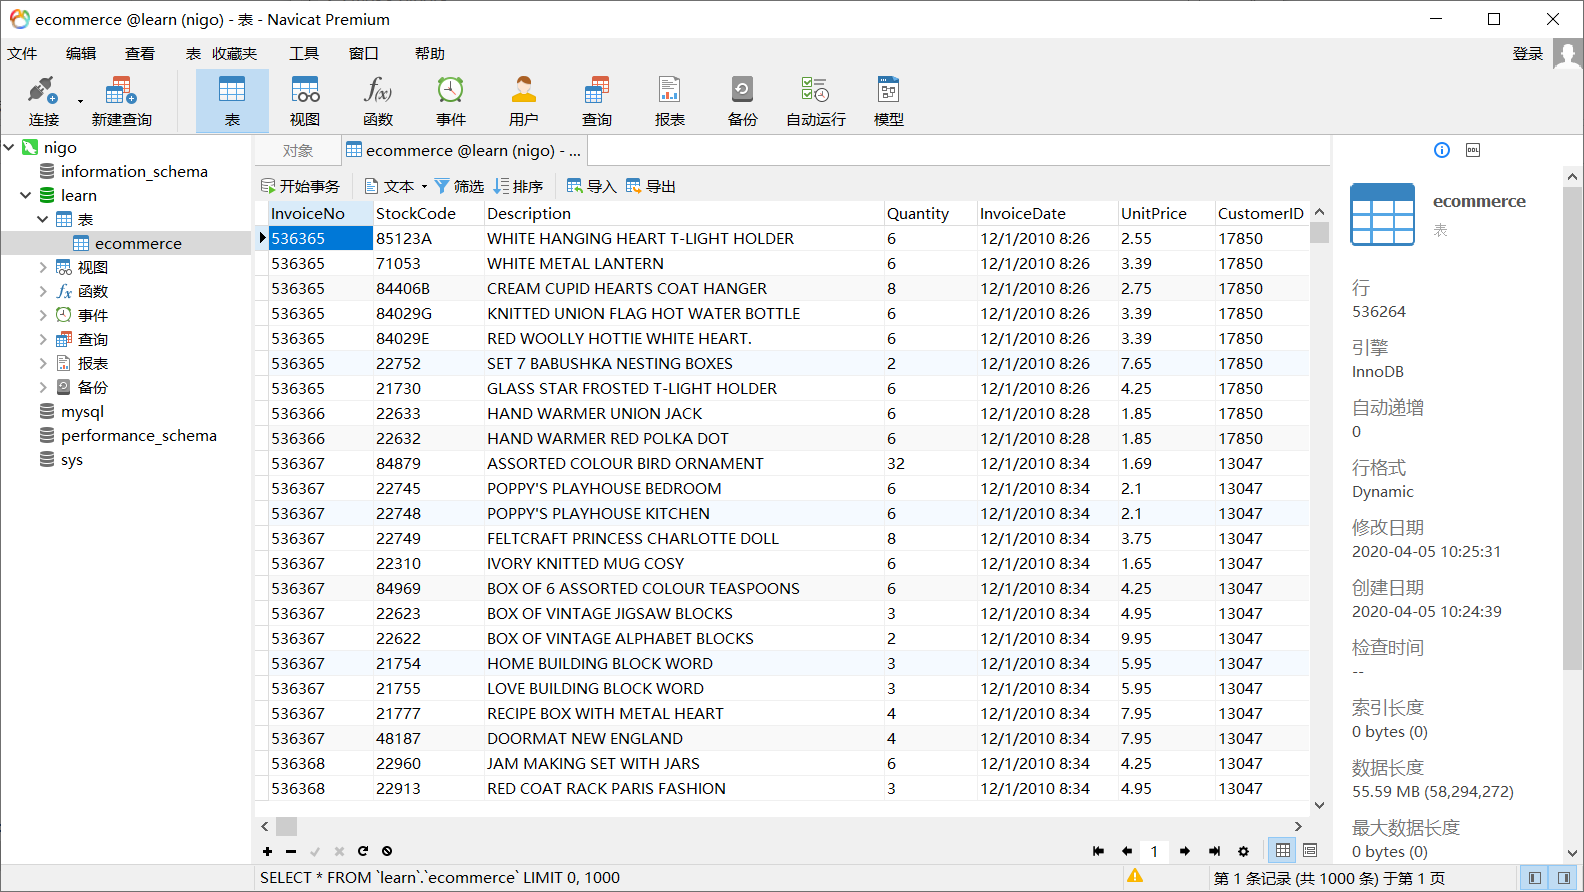 ecommerce @learn (nigo) - 表 - Navicat Premium
文件 编辑 查看 表 收藏夹 工具 窗口 帮助 登录
连接 新建查询 表 视图 函数 事件 用户 查询 报表 备份 自动运行 模型
nigo
information_schema
learn
表
ecommerce
视图
函数
事件
查询
报表
备份
mysql
performance_schema
sys
对象 ecommerce @learn (nigo) - ...
开始事务 文本 筛选 排序 导入 导出
InvoiceNo StockCode Description Quantity InvoiceDate UnitPrice CustomerID
536365 85123A WHITE HANGING HEART T-LIGHT HOLDER 6 12/1/2010 8:26 2.55 17850
536365 71053 WHITE METAL LANTERN 6 12/1/2010 8:26 3.39 17850
536365 84406B CREAM CUPID HEARTS COAT HANGER 8 12/1/2010 8:26 2.75 17850
536365 84029G KNITTED UNION FLAG HOT WATER BOTTLE 6 12/1/2010 8:26 3.39 17850
536365 84029E RED WOOLLY HOTTIE WHITE HEART. 6 12/1/2010 8:26 3.39 17850
536365 22752 SET 7 BABUSHKA NESTING BOXES 2 12/1/2010 8:26 7.65 17850
536365 21730 GLASS STAR FROSTED T-LIGHT HOLDER 6 12/1/2010 8:26 4.25 17850
536366 22633 HAND WARMER UNION JACK 6 12/1/2010 8:28 1.85 17850
536366 22632 HAND WARMER RED POLKA DOT 6 12/1/2010 8:28 1.85 17850
536367 84879 ASSORTED COLOUR BIRD ORNAMENT 32 12/1/2010 8:34 1.69 13047
536367 22745 POPPY'S PLAYHOUSE BEDROOM 6 12/1/2010 8:34 2.1 13047
536367 22748 POPPY'S PLAYHOUSE KITCHEN 6 12/1/2010 8:34 2.1 13047
536367 22749 FELTCRAFT PRINCESS CHARLOTTE DOLL 8 12/1/2010 8:34 3.75 13047
536367 22310 IVORY KNITTED MUG COSY 6 12/1/2010 8:34 1.65 13047
536367 84969 BOX OF 6 ASSORTED COLOUR TEASPOONS 6 12/1/2010 8:34 4.25 13047
536367 22623 BOX OF VINTAGE JIGSAW BLOCKS 3 12/1/2010 8:34 4.95 13047
536367 22622 BOX OF VINTAGE ALPHABET BLOCKS 2 12/1/2010 8:34 9.95 13047
536367 21754 HOME BUILDING BLOCK WORD 3 12/1/2010 8:34 5.95 13047
536367 21755 LOVE BUILDING BLOCK WORD 3 12/1/2010 8:34 5.95 13047
536367 21777 RECIPE BOX WITH METAL HEART 4 12/1/2010 8:34 7.95 13047
536367 48187 DOORMAT NEW ENGLAND 4 12/1/2010 8:34 7.95 13047
536368 22960 JAM MAKING SET WITH JARS 6 12/1/2010 8:34 4.25 13047
536368 22913 RED COAT RACK PARIS FASHION 3 12/1/2010 8:34 4.95 13047
1
SELECT * FROM `learn`.`ecommerce` LIMIT 0, 1000
第 1 条记录 (共 1000 条) 于第 1 页
DDL
ecommerce
表
行
536264
引擎
InnoDB
自动递增
0
行格式
Dynamic
修改日期
2020-04-05 10:25:31
创建日期
2020-04-05 10:24:39
检查时间
--
索引长度
0 bytes (0)
数据长度
55.59 MB (58,294,272)
最大数据长度
0 bytes (0)